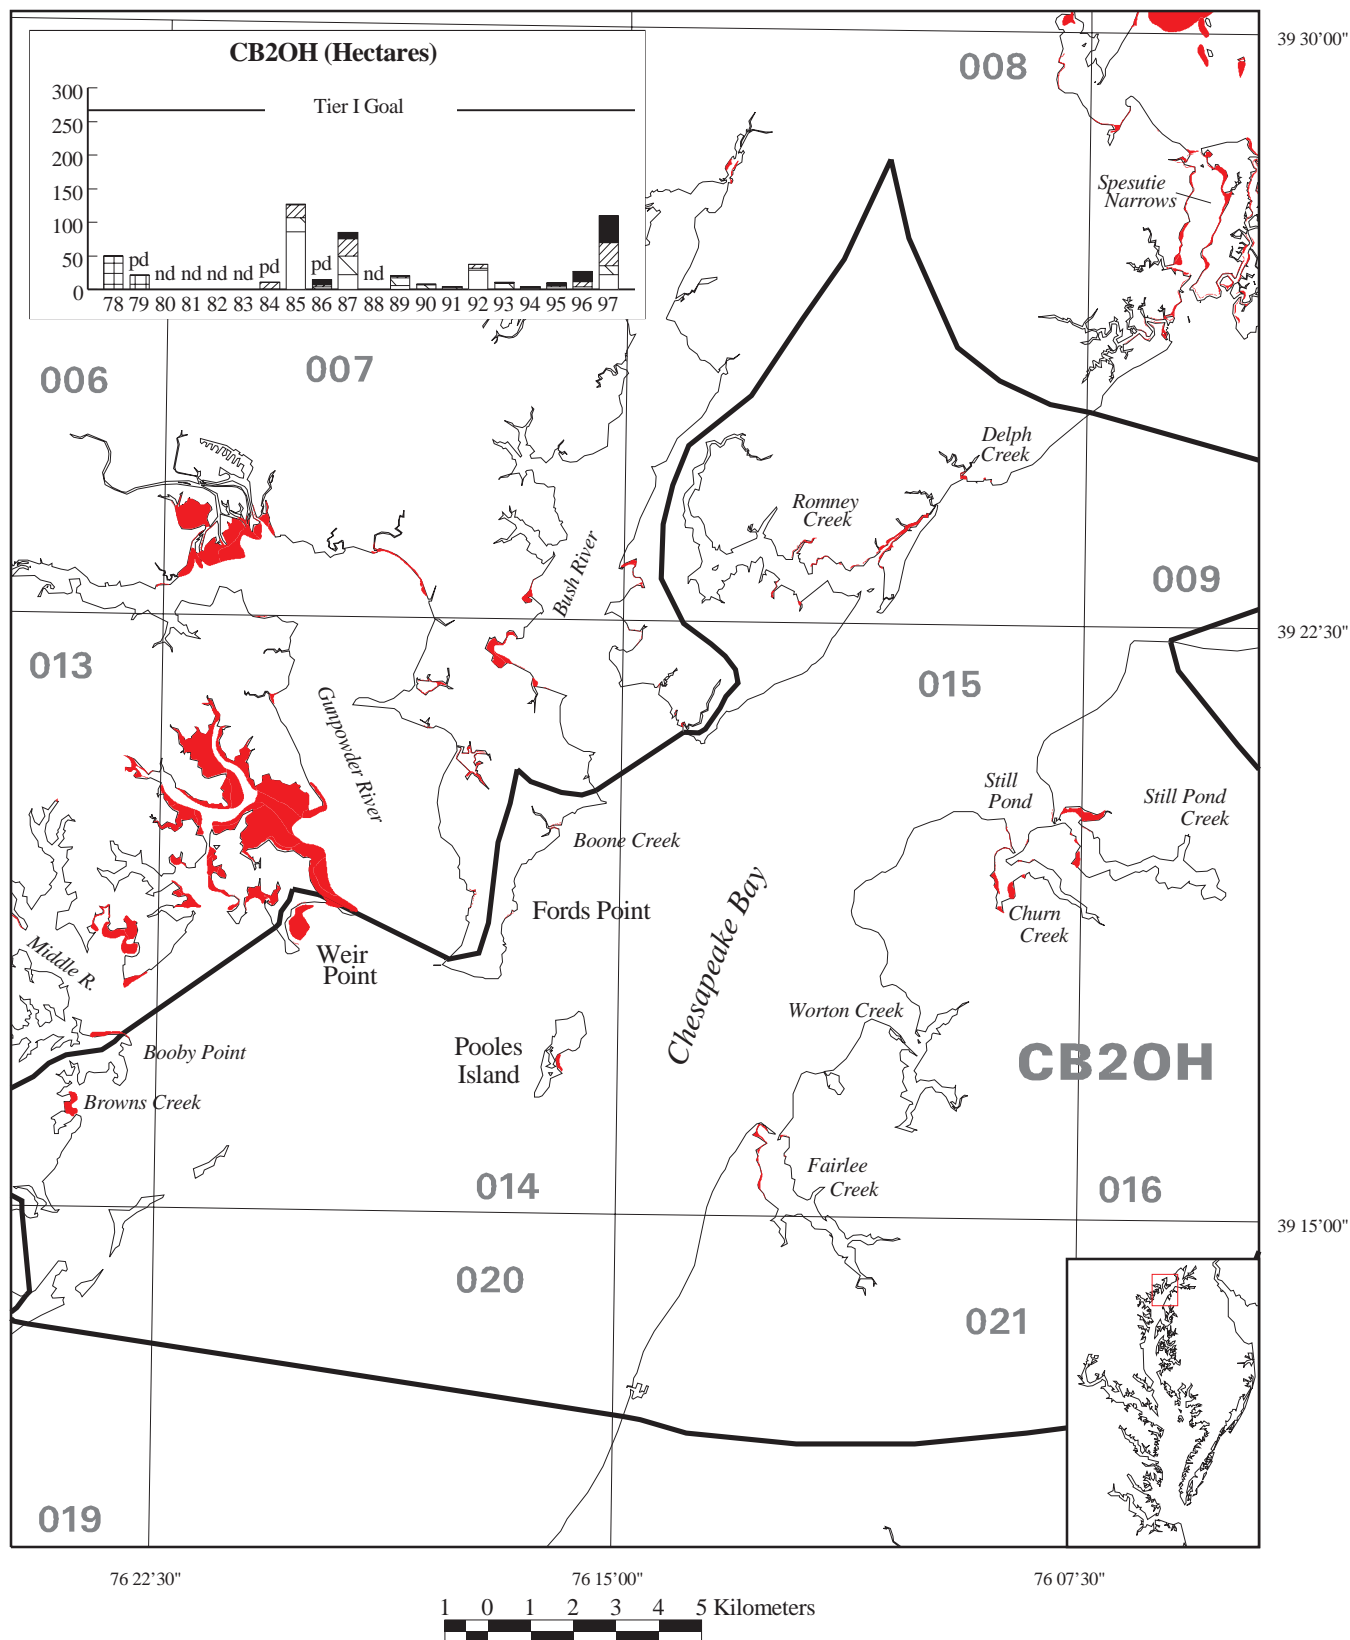 CB2OH (Hectares)
300
250
200
150
100
50
0
Tier I Goal
pd
nd
nd
nd
nd
pd
pd
nd
78
79
80
81
82
83
84
85
86
87
88
89
90
91
92
93
94
95
96
97
008
39 30'00"
Spesutie
Narrows
006
007
Delph
Creek
Romney
Creek
Bush River
009
39 22'30"
013
015
Gunpowder River
Still
Pond
Still Pond
Creek
Boone Creek
Fords Point
Churn
Creek
Middle R.
Weir
Point
Chesapeake Bay
Worton Creek
Booby Point
Pooles
Island
CB2OH
Browns Creek
Fairlee
Creek
014
016
39 15'00"
020
021
019
76 22'30"
76 15'00"
76 07'30"
1 0 1 2 3 4 5 Kilometers